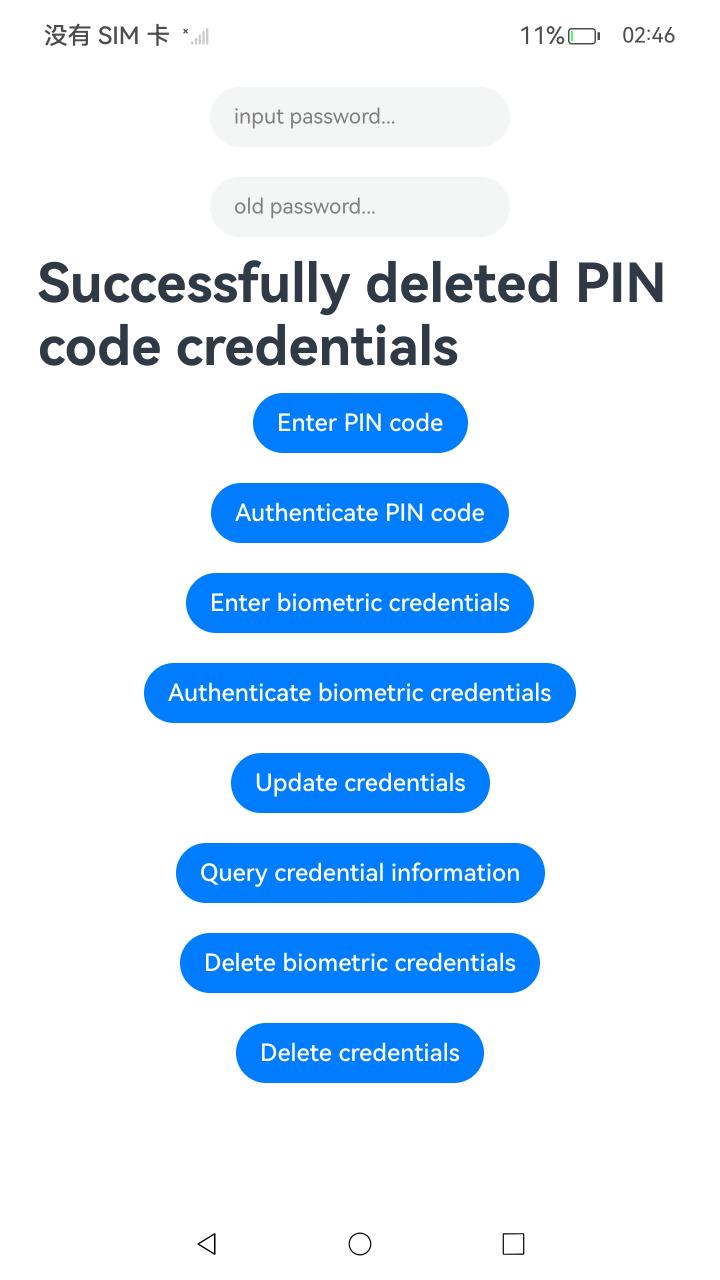 没有 SIM 卡 11% 02:46
input password...
old password...
Successfully deleted PIN
code credentials
Enter PIN code
Authenticate PIN code
Enter biometric credentials
Authenticate biometric credentials
Update credentials
Query credential information
Delete biometric credentials
Delete credentials